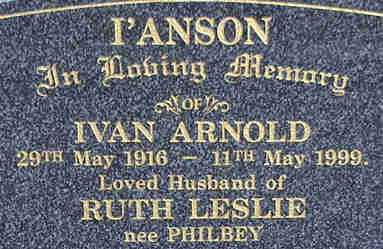 I'ANSON
In Loving Memory
OF
IVAN ARNOLD
29TH May 1916 – 11TH May 1999.
Loved Husband of
RUTH LESLIE
nee PHILBEY